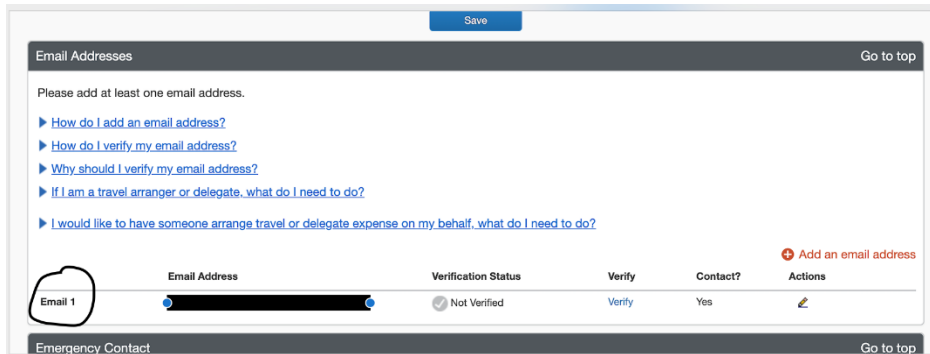 Save
Email Addresses Go to top
Please add at least one email address.
How do I add an email address?
How do I verify my email address?
Why should I verify my email address?
If I am a travel arranger or delegate, what do I need to do?
I would like to have someone arrange travel or delegate expense on my behalf, what do I need to do?
Add an email address
Email Address Verification Status Verify Contact? Actions
Email 1 Not Verified Verify Yes
Emergency Contact Go to top